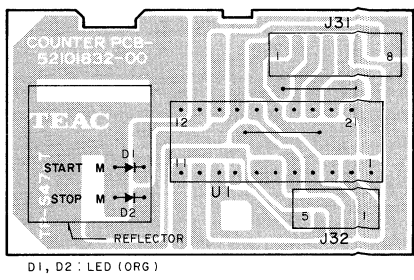 J31
COUNTER PCB-
52101832-00
1 8
TEAC
12 21
D1
START M
11 1
U1
STOP M
D2
5 1
REFLECTOR
J32
D1, D2 : LED (ORG)